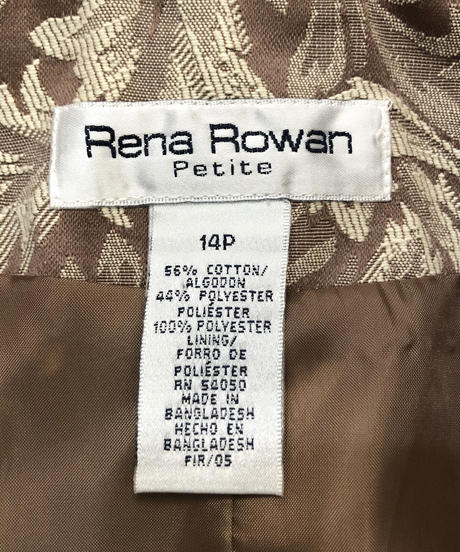 Rena Rowan
Petite
14P
56% COTTON/
ALGODON
44% POLYESTER
POLIÉSTER
100% POLYESTER
LINING/
FORRO DE
POLIÉSTER
RN 54050
MADE IN
BANGLADESH
HECHO EN
BANGLADESH
FIR/05